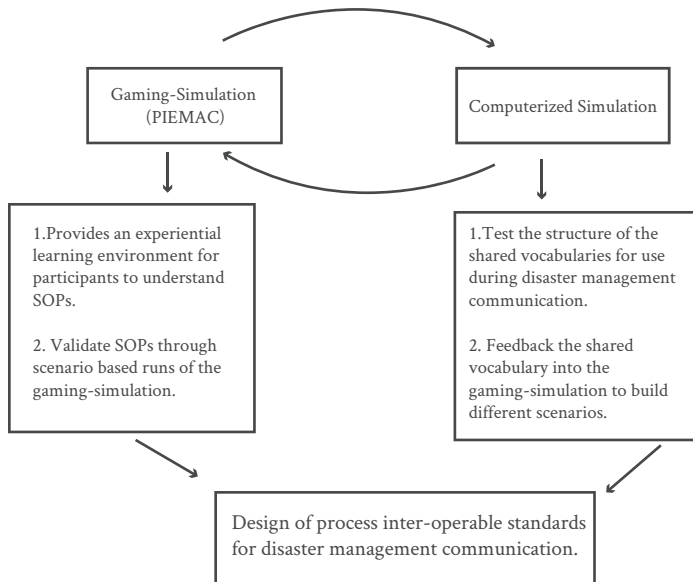 Gaming-Simulation
(PIEMAC)
Computerized Simulation
1.Provides an experiential
learning environment for
participants to understand
SOPs.
2. Validate SOPs through
scenario based runs of the
gaming-simulation.
1.Test the structure of the
shared vocabularies for use
during disaster management
communication.
2. Feedback the shared
vocabulary into the
gaming-simulation to build
different scenarios.
Design of process inter-operable standards
for disaster management communication.